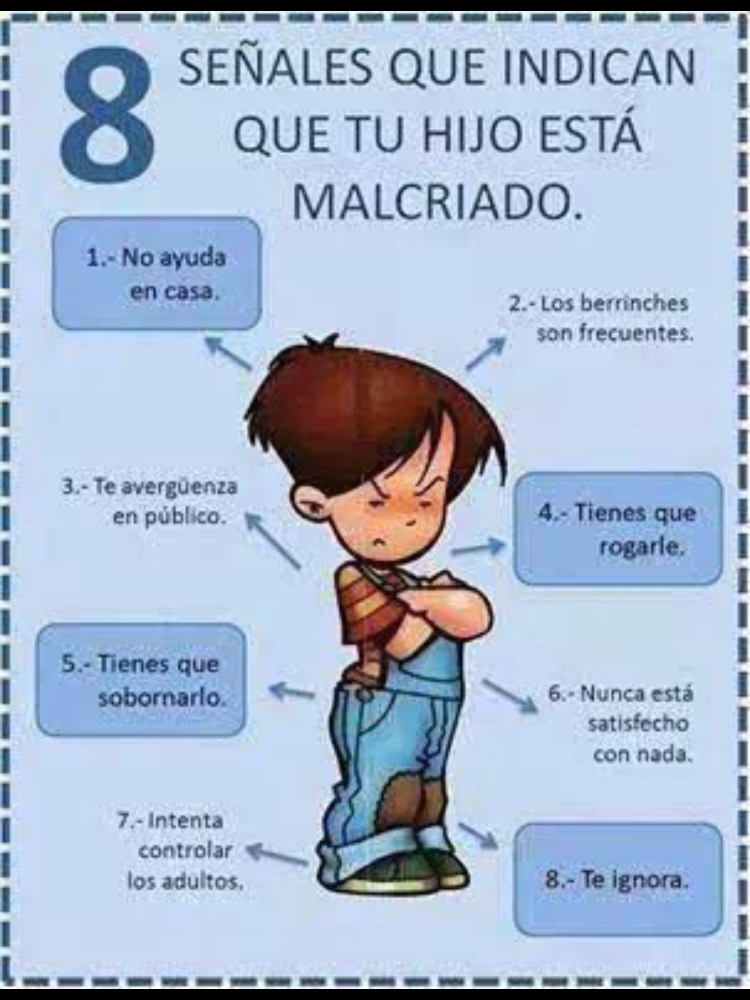 8
SEÑALES QUE INDICAN
QUE TU HIJO ESTÁ
MALCRIADO.
1.- No ayuda
en casa.
2.- Los berrinches
son frecuentes.
3.- Te avergüenza
en público.
4.- Tienes que
rogarle.
5.- Tienes que
sobornarlo.
6.- Nunca está
satisfecho
con nada.
7.- Intenta
controlar
los adultos.
8.- Te ignora.